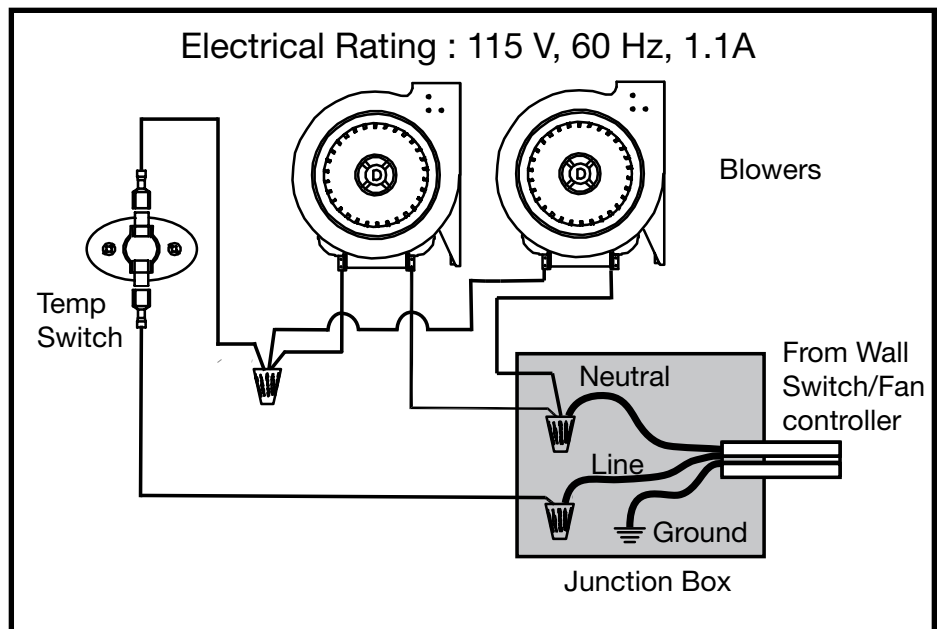 Electrical Rating : 115 V, 60 Hz, 1.1A
D
D
Blowers
Temp
Switch
From Wall
Switch/Fan
controller
Neutral
Line
Ground
Junction Box